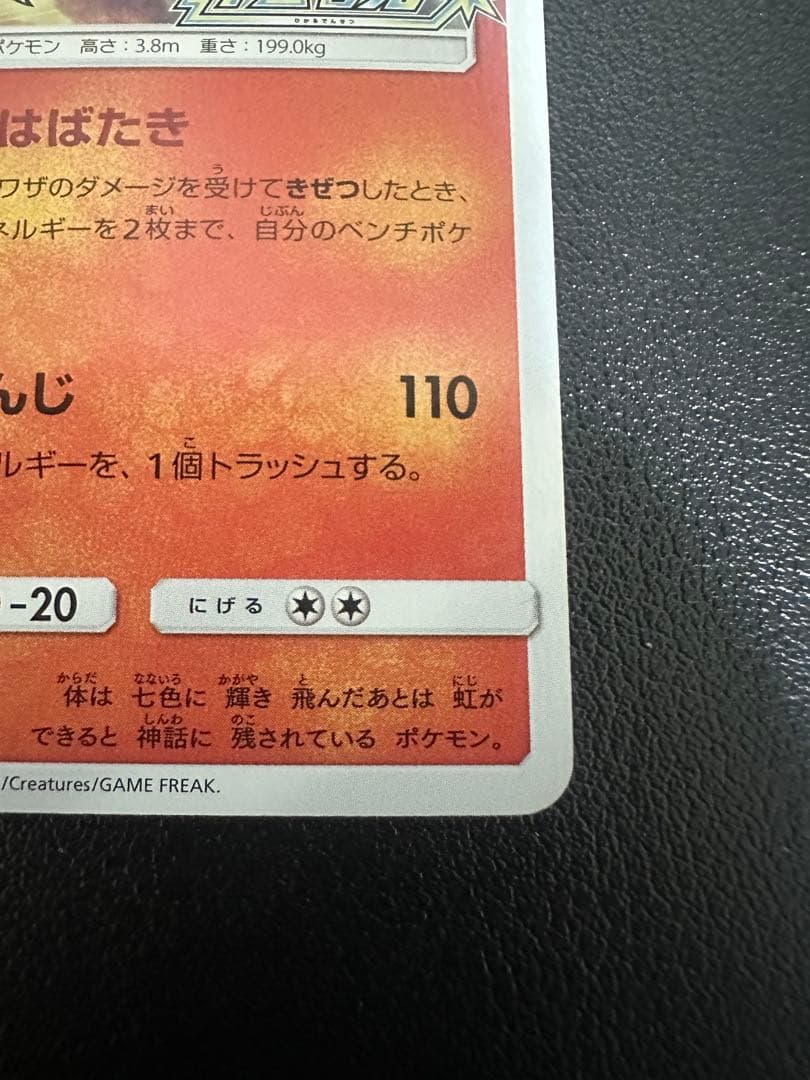 ポケモン 高さ：3.8m 重さ：199.0kg
はばたき
ワザのダメージを受けてきぜつしたとき、
ネルギーを2枚まで、自分のベンチポケ
んじ 110
ルギーを、1個トラッシュする。
-20 にげる
体は 七色に 輝き 飛んだあとは 虹が
できると 神話に 残されている ポケモン。
/Creatures/GAME FREAK.